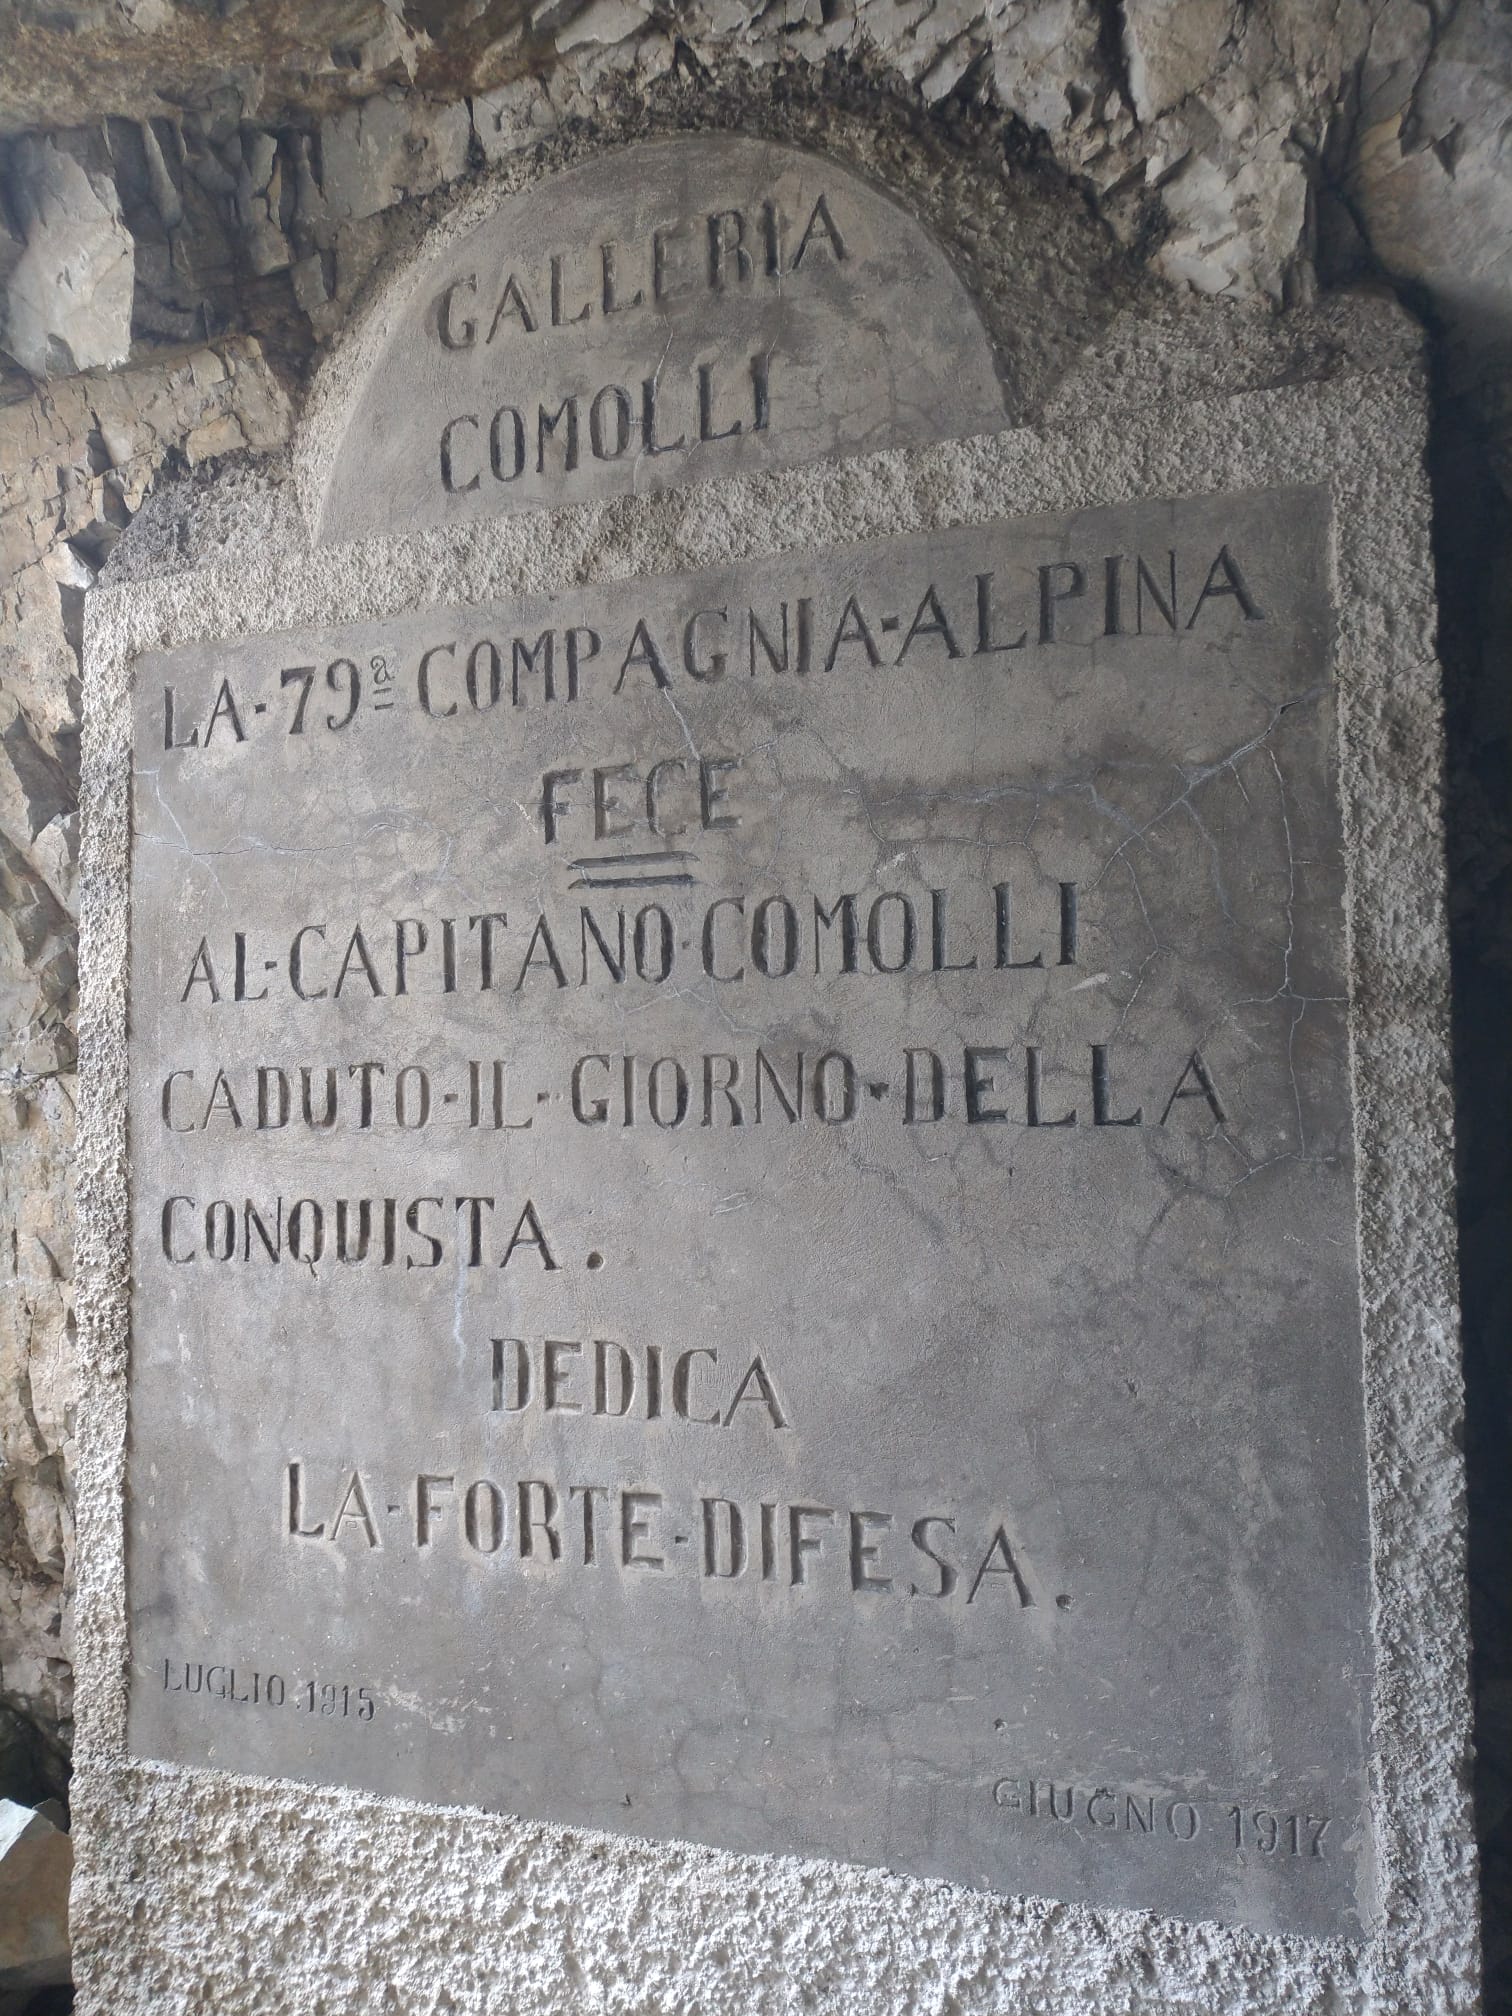 GALLERIA
COMOLLI
LA·79ª COMPAGNIA·ALPINA
FECE
AL·CAPITANO·COMOLLI
CADUTO·IL·GIORNO·DELLA
CONQUISTA.
DEDICA
LA·FORTE·DIFESA.
LUGLIO.1915
GIUGNO 1917